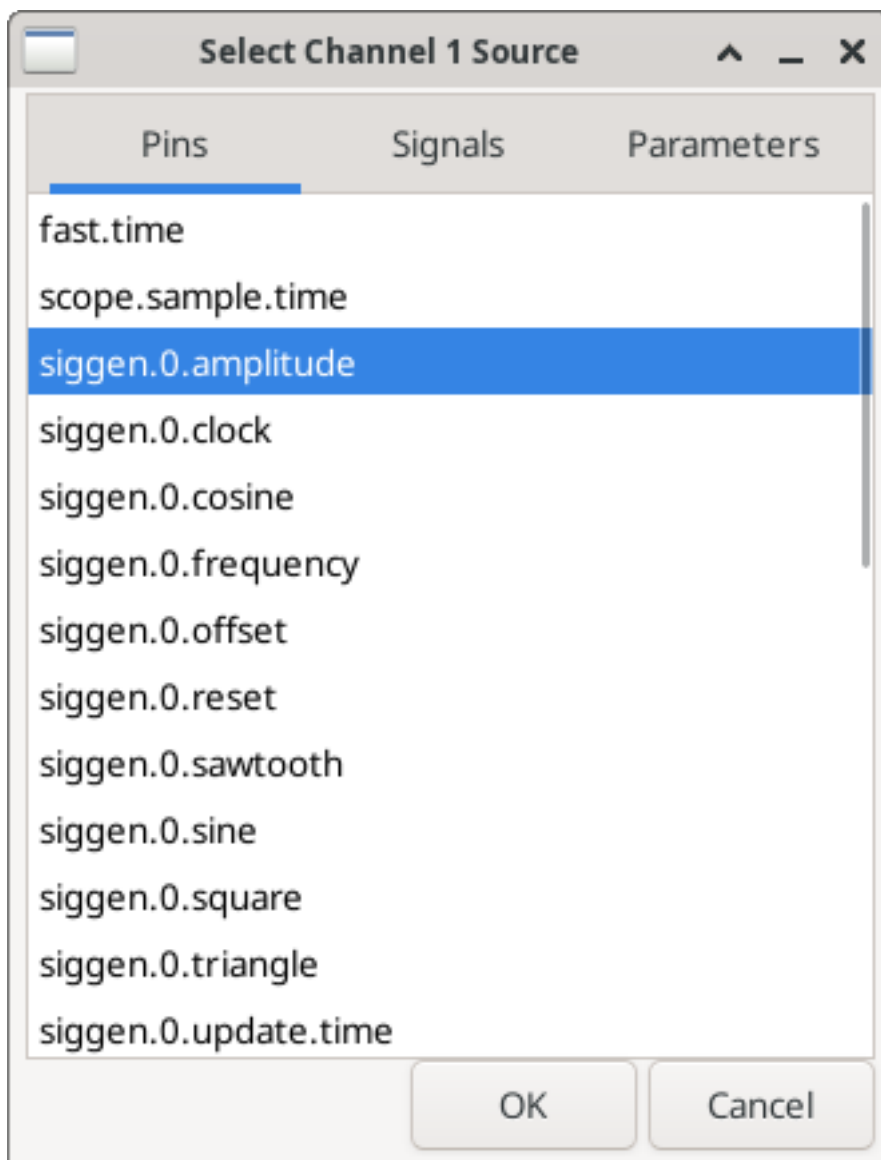 Select Channel 1 Source
Pins Signals Parameters
fast.time
scope.sample.time
siggen.0.amplitude
siggen.0.clock
siggen.0.cosine
siggen.0.frequency
siggen.0.offset
siggen.0.reset
siggen.0.sawtooth
siggen.0.sine
siggen.0.square
siggen.0.triangle
siggen.0.update.time
OK Cancel